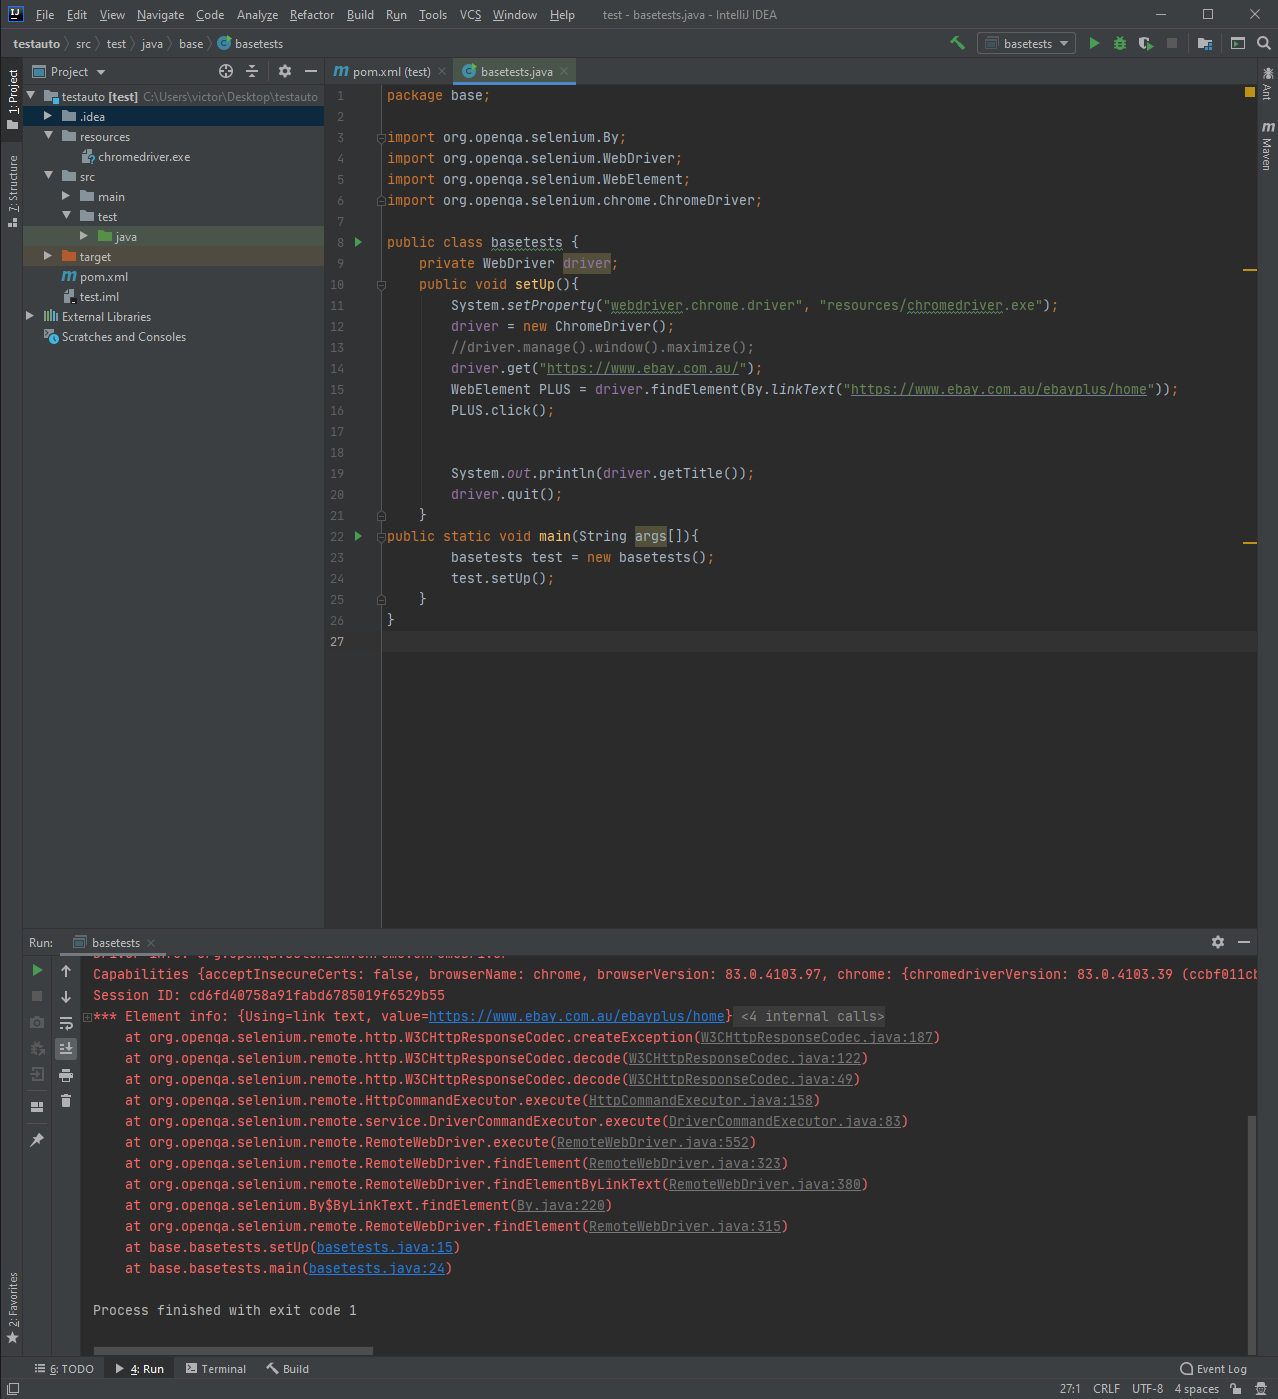 File Edit View Navigate Code Analyze Refactor Build Run Tools VCS Window Help test - basetests.java - IntelliJ IDEA
testauto src test java base basetests basetests
Project
pom.xml (test) basetests.java
1: Project
7: Structure
2: Favorites
Ant
Maven
testauto [test] C:\Users\victor\Desktop\testauto
.idea
resources
chromedriver.exe
src
main
test
java
target
pom.xml
test.iml
External Libraries
Scratches and Consoles
1 package base;
2
3 import org.openqa.selenium.By;
4 import org.openqa.selenium.WebDriver;
5 import org.openqa.selenium.WebElement;
6 import org.openqa.selenium.chrome.ChromeDriver;
7
8 public class basetests {
9 private WebDriver driver;
10 public void setUp(){
11 System.setProperty("webdriver.chrome.driver", "resources/chromedriver.exe");
12 driver = new ChromeDriver();
13 //driver.manage().window().maximize();
14 driver.get("https://www.ebay.com.au/");
15 WebElement PLUS = driver.findElement(By.linkText("https://www.ebay.com.au/ebayplus/home"));
16 PLUS.click();
17
18
19 System.out.println(driver.getTitle());
20 driver.quit();
21 }
22 public static void main(String args[]){
23 basetests test = new basetests();
24 test.setUp();
25 }
26 }
27
Run: basetests
Driver info: org.openqa.selenium.chrome.ChromeDriver
Capabilities {acceptInsecureCerts: false, browserName: chrome, browserVersion: 83.0.4103.97, chrome: {chromedriverVersion: 83.0.4103.39 (ccbf011cb
Session ID: cd6fd40758a91fabd6785019f6529b55
*** Element info: {Using=link text, value=https://www.ebay.com.au/ebayplus/home} <4 internal calls>
at org.openqa.selenium.remote.http.W3CHttpResponseCodec.createException(W3CHttpResponseCodec.java:187)
at org.openqa.selenium.remote.http.W3CHttpResponseCodec.decode(W3CHttpResponseCodec.java:122)
at org.openqa.selenium.remote.http.W3CHttpResponseCodec.decode(W3CHttpResponseCodec.java:49)
at org.openqa.selenium.remote.HttpCommandExecutor.execute(HttpCommandExecutor.java:158)
at org.openqa.selenium.remote.service.DriverCommandExecutor.execute(DriverCommandExecutor.java:83)
at org.openqa.selenium.remote.RemoteWebDriver.execute(RemoteWebDriver.java:552)
at org.openqa.selenium.remote.RemoteWebDriver.findElement(RemoteWebDriver.java:323)
at org.openqa.selenium.remote.RemoteWebDriver.findElementByLinkText(RemoteWebDriver.java:380)
at org.openqa.selenium.By$ByLinkText.findElement(By.java:220)
at org.openqa.selenium.remote.RemoteWebDriver.findElement(RemoteWebDriver.java:315)
at base.basetests.setUp(basetests.java:15)
at base.basetests.main(basetests.java:24)
Process finished with exit code 1
6: TODO 4: Run Terminal Build Event Log
27:1 CRLF UTF-8 4 spaces